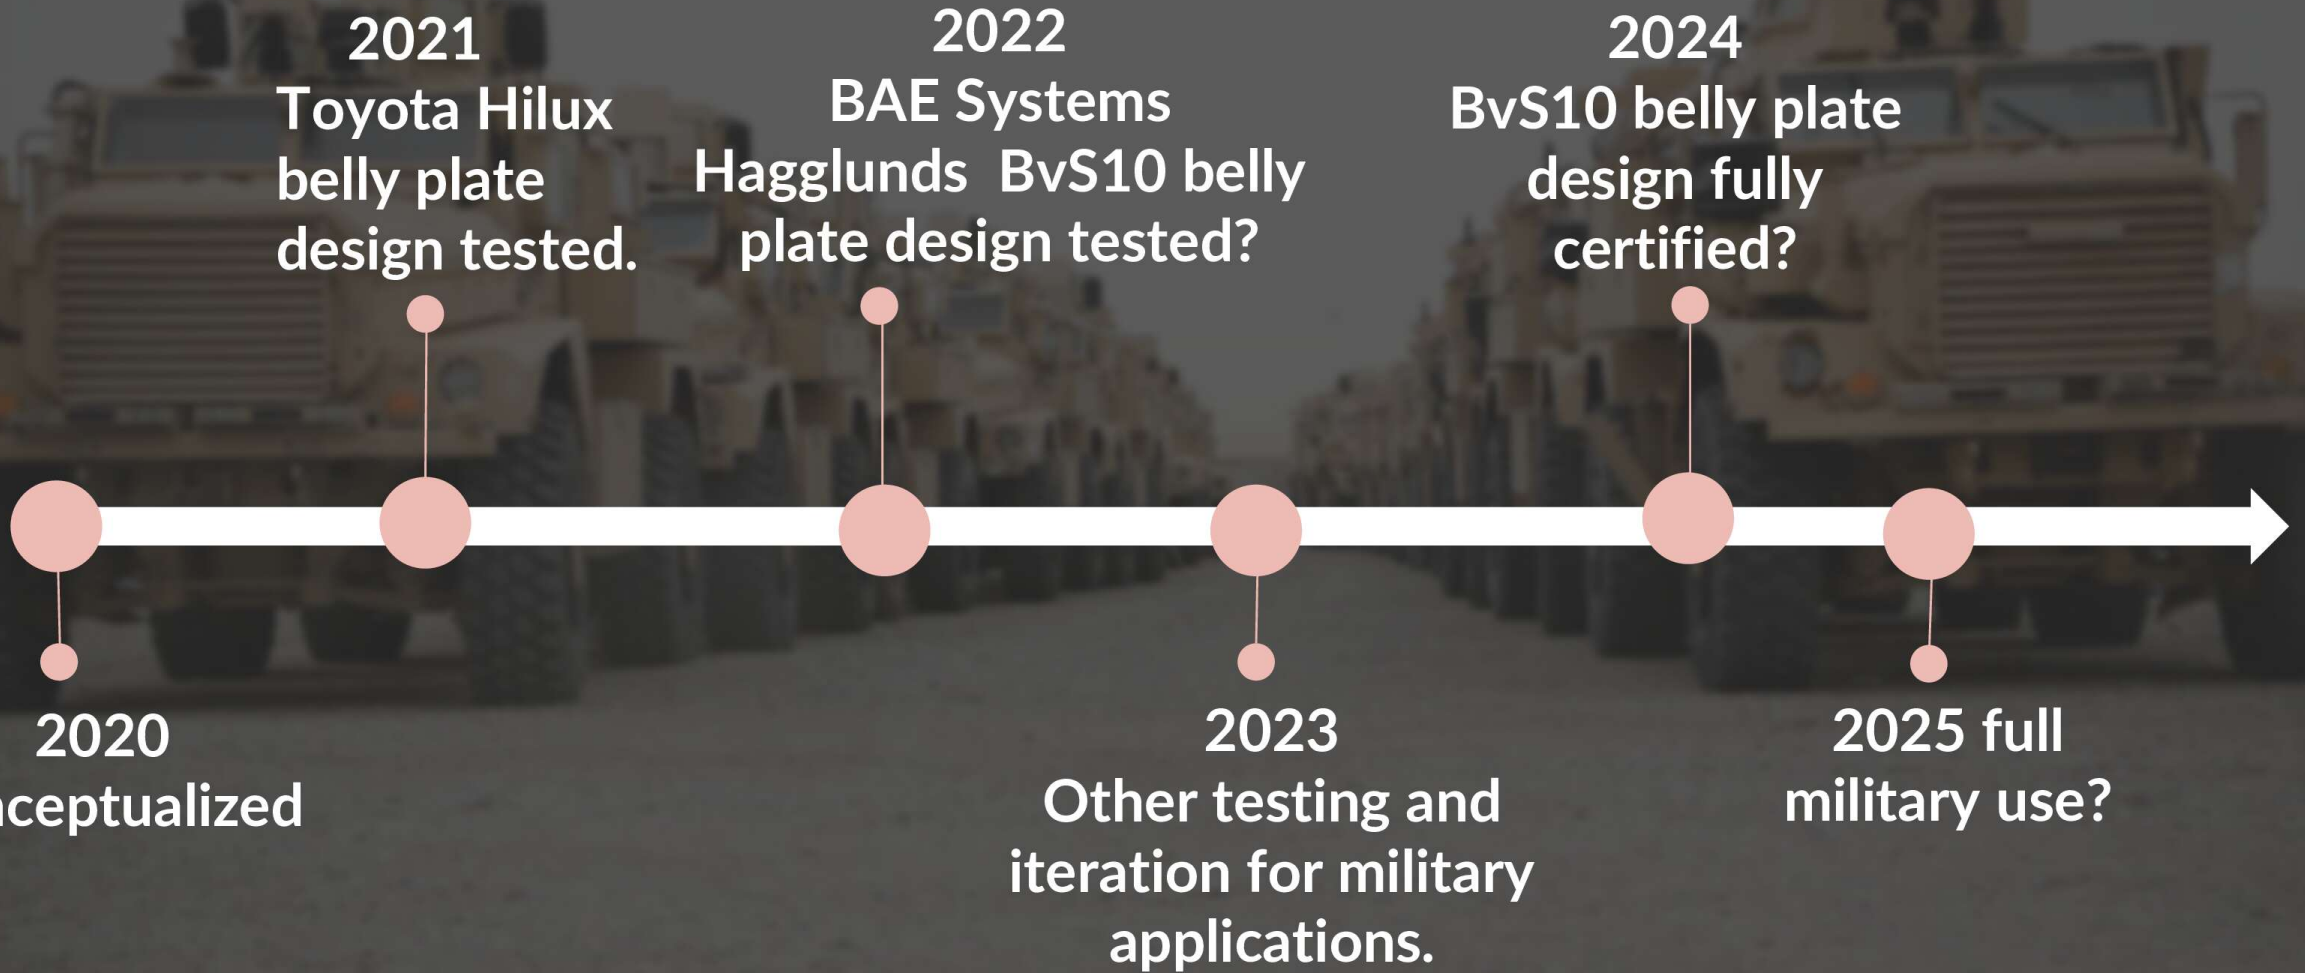 2021
Toyota Hilux
belly plate
design tested.
2022
BAE Systems
Hagglunds BvS10 belly
plate design tested?
2024
BvS10 belly plate
design fully
certified?
2020
2023
Other testing and
iteration for military
applications.
2025 full
military use?